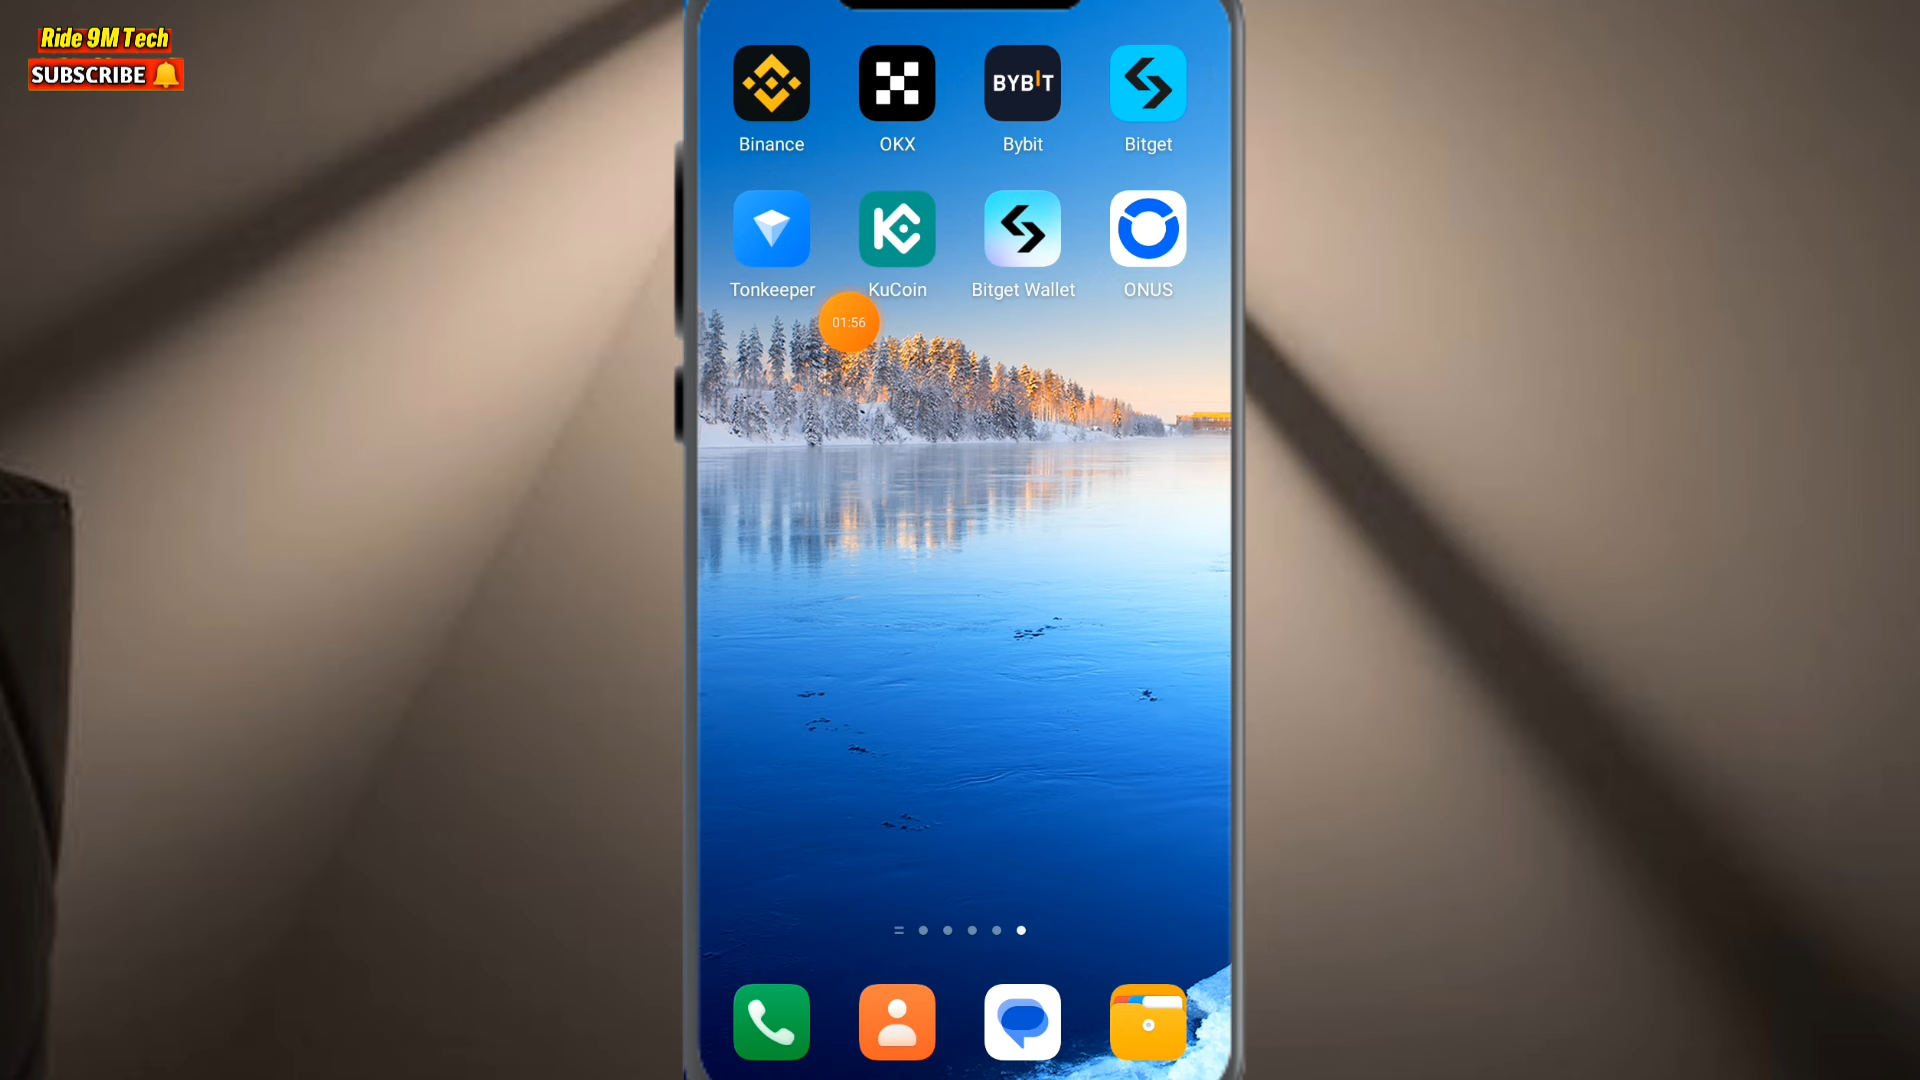 Ride 9M Tech
SUBSCRIBE
BYBIT
Binance
OKX
Bybit
Bitget
Tonkeeper
KuCoin
Bitget Wallet
ONUS
01:56